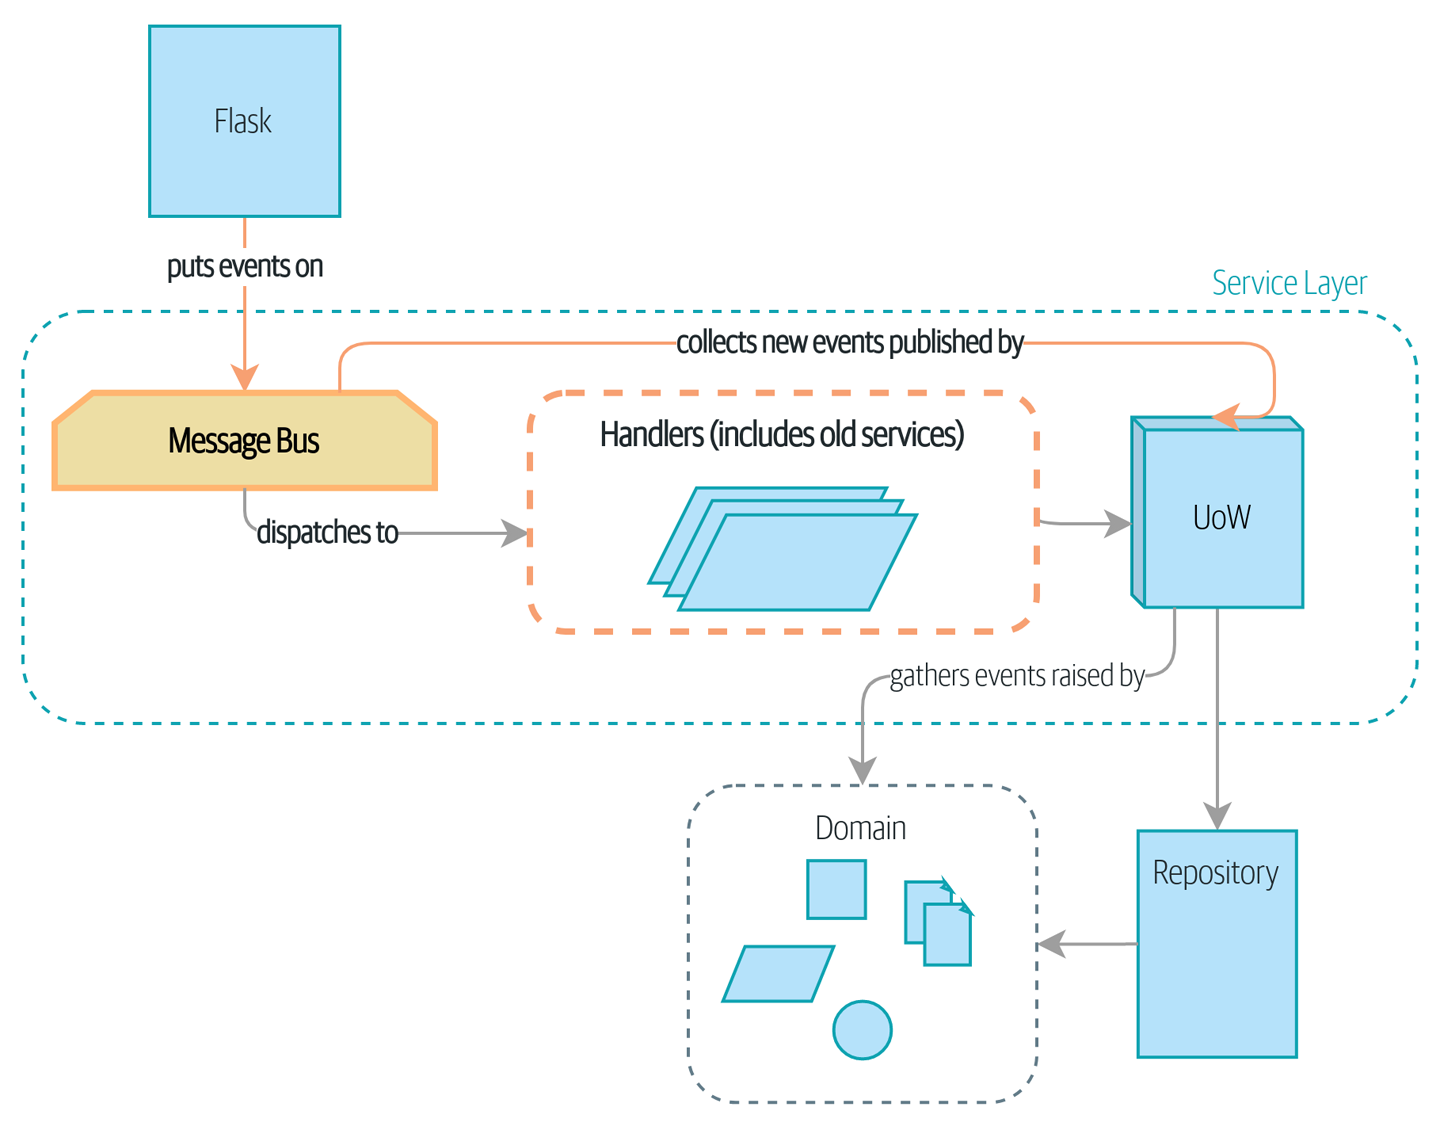 Flask
puts events on
Service Layer
collects new events published by
Message Bus
Handlers (includes old services)
UoW
dispatches to
gathers events raised by
Domain
Repository